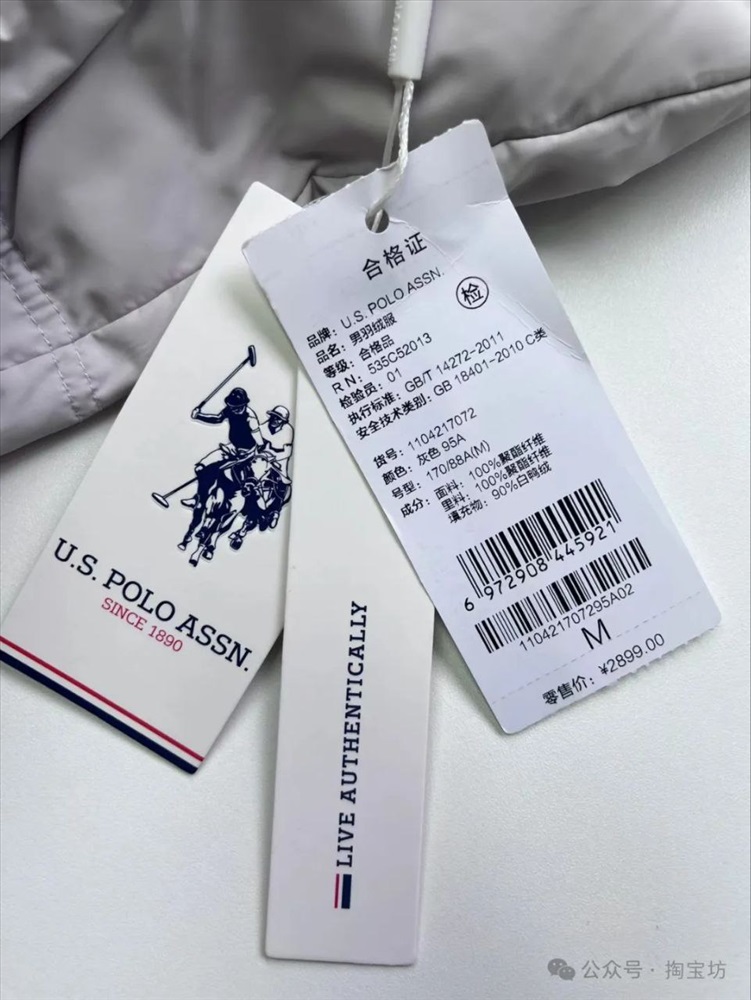 U.S. POLO ASSN.
SINCE 1890
LIVE AUTHENTICALLY
合格证
检
品牌: U.S. POLO ASSN.
品名: 男羽绒服
等级: 合格品
R N: 535C52013
检验员: 01
执行标准: GB/T 14272-2011
安全技术类别: GB 18401-2010 C类
货号: 1104217072
颜色: 灰色 95A
号型: 170/88A(M)
成分: 面料: 100%聚酯纤维
里料: 100%聚酯纤维
填充物: 90%白鸭绒
6 972908 445921
110421707295A02
M
零售价: ¥2899.00
公众号 · 掏宝坊